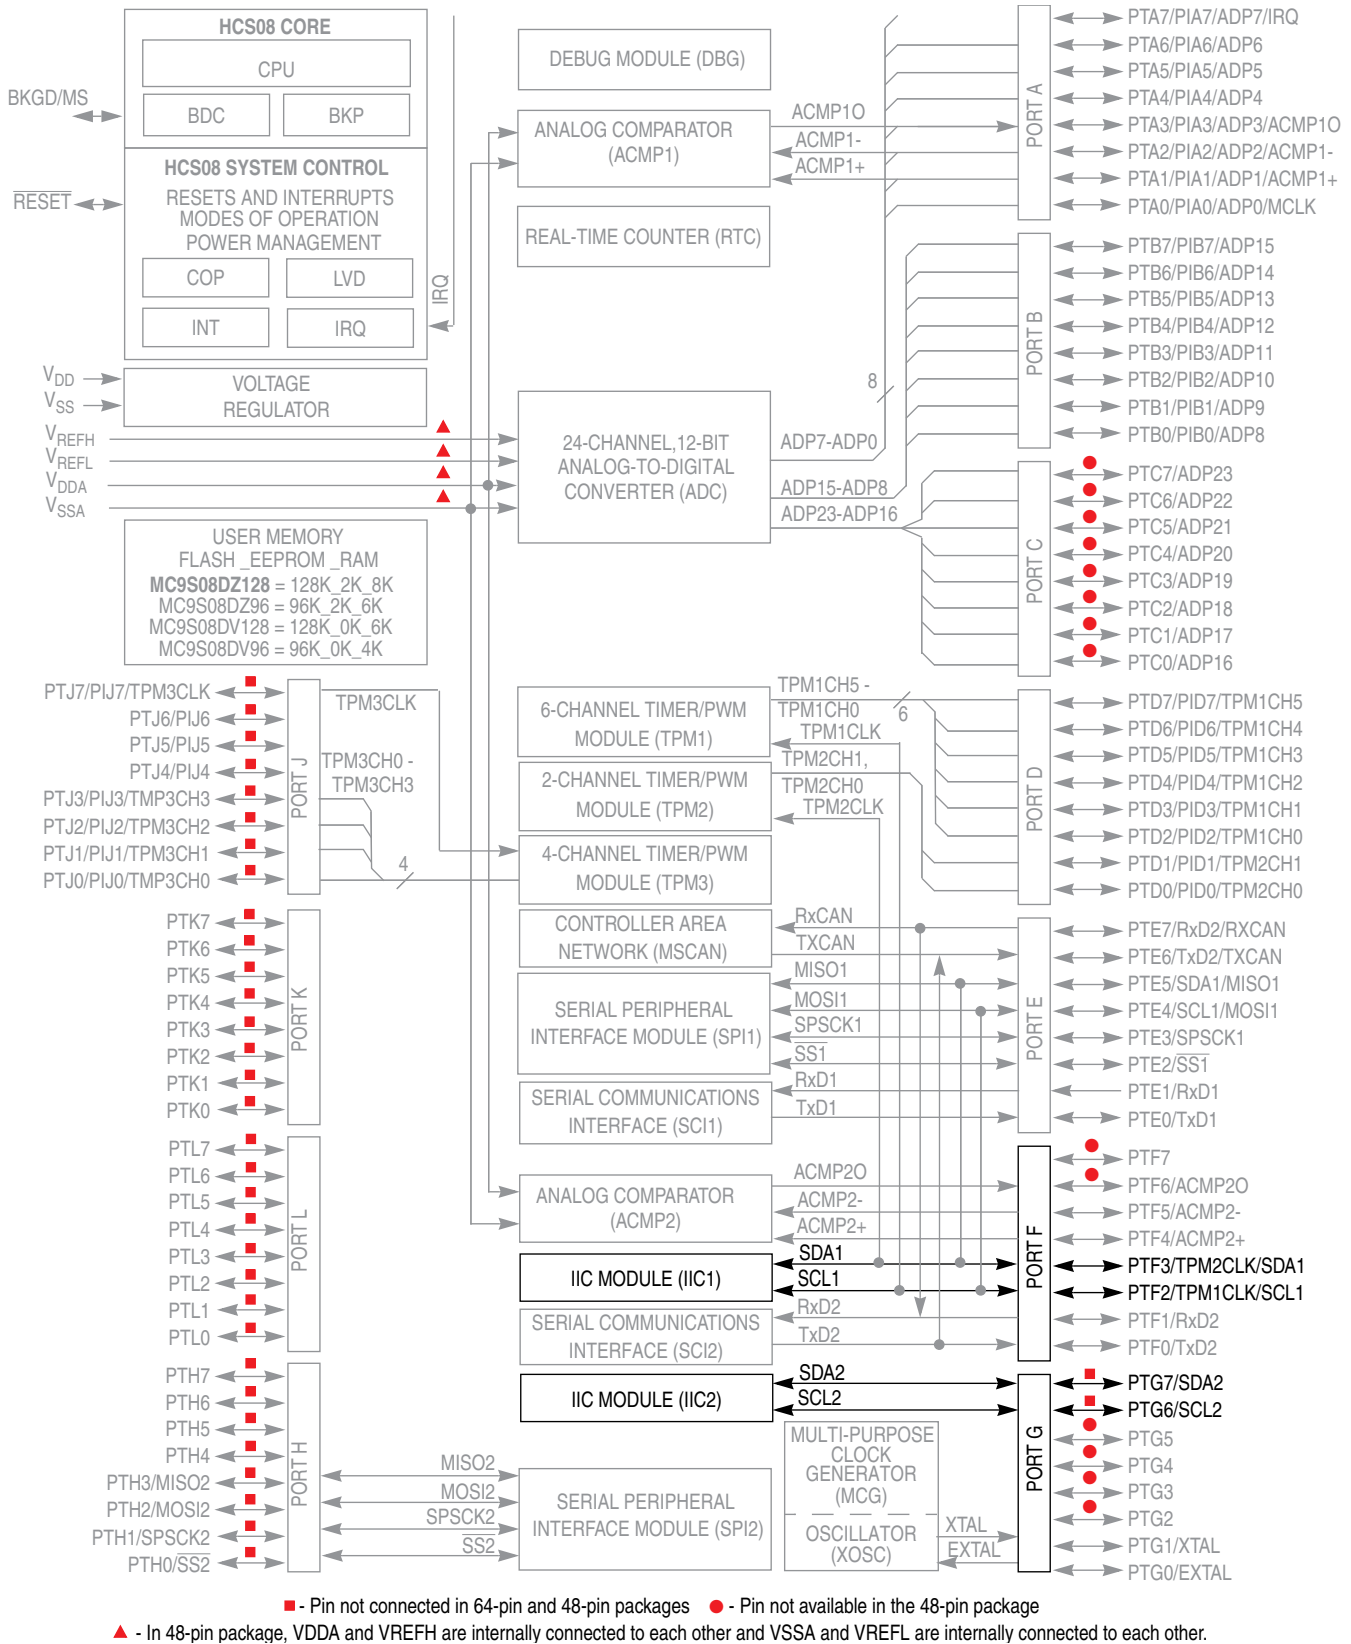 HCS08 CORE
CPU
BDC
BKP
BKGD/MS
HCS08 SYSTEM CONTROL
RESETS AND INTERRUPTS
MODES OF OPERATION
POWER MANAGEMENT
RESET
COP
LVD
INT
IRQ
IRQ
VDD
VSS
VOLTAGE
REGULATOR
VREFH
VREFL
VDDA
VSSA
USER MEMORY
FLASH _EEPROM _RAM
MC9S08DZ128 = 128K_2K_8K
MC9S08DZ96 = 96K_2K_6K
MC9S08DV128 = 128K_0K_6K
MC9S08DV96 = 96K_0K_4K
DEBUG MODULE (DBG)
ANALOG COMPARATOR
(ACMP1)
ACMP1O
ACMP1-
ACMP1+
REAL-TIME COUNTER (RTC)
24-CHANNEL,12-BIT
ANALOG-TO-DIGITAL
CONVERTER (ADC)
8
ADP7-ADP0
ADP15-ADP8
ADP23-ADP16
PORT A
PTA7/PIA7/ADP7/IRQ
PTA6/PIA6/ADP6
PTA5/PIA5/ADP5
PTA4/PIA4/ADP4
PTA3/PIA3/ADP3/ACMP1O
PTA2/PIA2/ADP2/ACMP1-
PTA1/PIA1/ADP1/ACMP1+
PTA0/PIA0/ADP0/MCLK
PORT B
PTB7/PIB7/ADP15
PTB6/PIB6/ADP14
PTB5/PIB5/ADP13
PTB4/PIB4/ADP12
PTB3/PIB3/ADP11
PTB2/PIB2/ADP10
PTB1/PIB1/ADP9
PTB0/PIB0/ADP8
PORT C
PTC7/ADP23
PTC6/ADP22
PTC5/ADP21
PTC4/ADP20
PTC3/ADP19
PTC2/ADP18
PTC1/ADP17
PTC0/ADP16
PTJ7/PIJ7/TPM3CLK
PTJ6/PIJ6
PTJ5/PIJ5
PTJ4/PIJ4
PTJ3/PIJ3/TMP3CH3
PTJ2/PIJ2/TPM3CH2
PTJ1/PIJ1/TPM3CH1
PTJ0/PIJ0/TMP3CH0
PORT J
TPM3CLK
TPM3CH0 -
TPM3CH3
4
6-CHANNEL TIMER/PWM
MODULE (TPM1)
TPM1CH5 -
TPM1CH0
6
TPM1CLK
2-CHANNEL TIMER/PWM
MODULE (TPM2)
TPM2CH1,
TPM2CH0
TPM2CLK
4-CHANNEL TIMER/PWM
MODULE (TPM3)
PORT D
PTD7/PID7/TPM1CH5
PTD6/PID6/TPM1CH4
PTD5/PID5/TPM1CH3
PTD4/PID4/TPM1CH2
PTD3/PID3/TPM1CH1
PTD2/PID2/TPM1CH0
PTD1/PID1/TPM2CH1
PTD0/PID0/TPM2CH0
PTK7
PTK6
PTK5
PTK4
PTK3
PTK2
PTK1
PTK0
PORT K
CONTROLLER AREA
NETWORK (MSCAN)
RxCAN
TXCAN
SERIAL PERIPHERAL
INTERFACE MODULE (SPI1)
MISO1
MOSI1
SPSCK1
SS1
SERIAL COMMUNICATIONS
INTERFACE (SCI1)
RxD1
TxD1
PORT E
PTE7/RxD2/RXCAN
PTE6/TxD2/TXCAN
PTE5/SDA1/MISO1
PTE4/SCL1/MOSI1
PTE3/SPSCK1
PTE2/SS1
PTE1/RxD1
PTE0/TxD1
PTL7
PTL6
PTL5
PTL4
PTL3
PTL2
PTL1
PTL0
PORT L
ANALOG COMPARATOR
(ACMP2)
ACMP2O
ACMP2-
ACMP2+
IIC MODULE (IIC1)
SDA1
SCL1
SERIAL COMMUNICATIONS
INTERFACE (SCI2)
RxD2
TxD2
PORT F
PTF7
PTF6/ACMP2O
PTF5/ACMP2-
PTF4/ACMP2+
PTF3/TPM2CLK/SDA1
PTF2/TPM1CLK/SCL1
PTF1/RxD2
PTF0/TxD2
PTH7
PTH6
PTH5
PTH4
PTH3/MISO2
PTH2/MOSI2
PTH1/SPSCK2
PTH0/SS2
PORT H
MISO2
MOSI2
SPSCK2
SS2
IIC MODULE (IIC2)
SDA2
SCL2
SERIAL PERIPHERAL
INTERFACE MODULE (SPI2)
MULTI-PURPOSE
CLOCK
GENERATOR
(MCG)
OSCILLATOR
(XOSC)
XTAL
EXTAL
PORT G
PTG7/SDA2
PTG6/SCL2
PTG5
PTG4
PTG3
PTG2
PTG1/XTAL
PTG0/EXTAL
- Pin not connected in 64-pin and 48-pin packages
- Pin not available in the 48-pin package
- In 48-pin package, VDDA and VREFH are internally connected to each other and VSSA and VREFL are internally connected to each other.